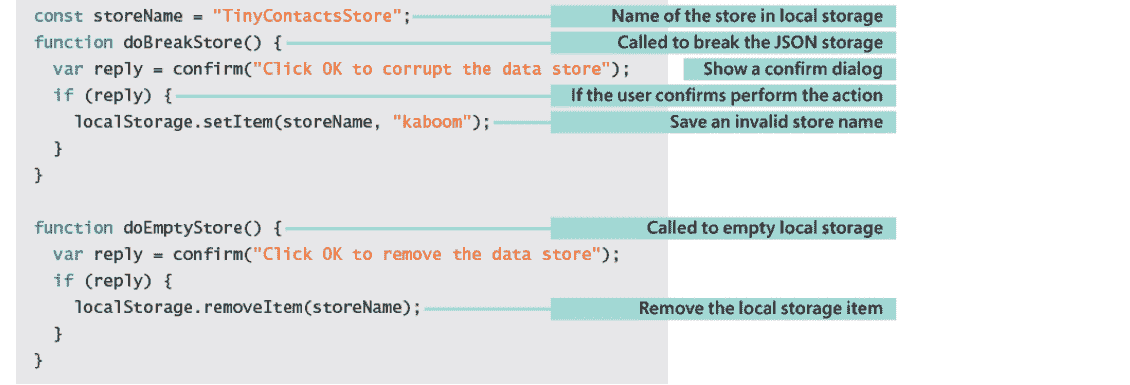 const storeName = "TinyContactsStore"; Name of the store in local storage
function doBreakStore() { Called to break the JSON storage
var reply = confirm("Click OK to corrupt the data store"); Show a confirm dialog
if (reply) { If the user confirms perform the action
localStorage.setItem(storeName, "kaboom"); Save an invalid store name
}
}
function doEmptyStore() { Called to empty local storage
var reply = confirm("Click OK to remove the data store");
if (reply) {
localStorage.removeItem(storeName); Remove the local storage item
}
}